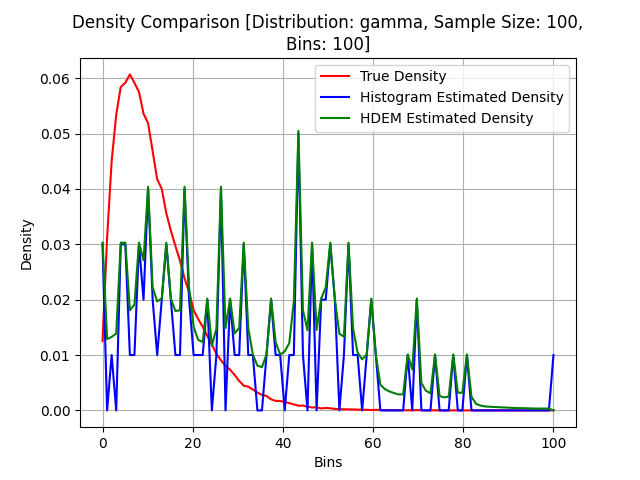 Density Comparison [Distribution: gamma, Sample Size: 100,
Bins: 100]
True Density
Histogram Estimated Density
HDEM Estimated Density
Density
0.06
0.05
0.04
0.03
0.02
0.01
0.00
0 20 40 60 80 100
Bins